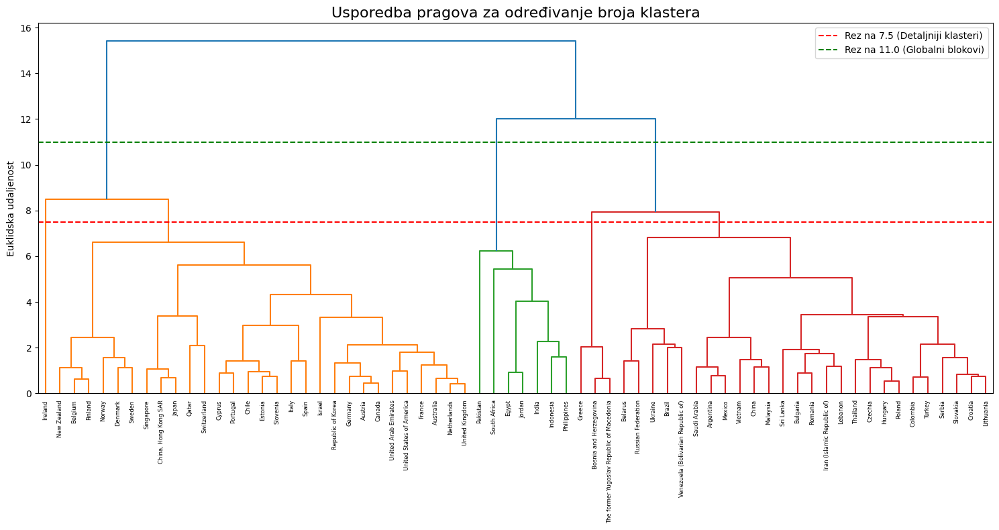 Usporedba pragova za određivanje broja klastera
Rez na 7.5 (Detaljniji klasteri)
Rez na 11.0 (Globalni blokovi)
Euklidska udaljenost
16
14
12
10
8
6
4
2
0
Ireland
New Zealand
Belgium
Finland
Norway
Denmark
Sweden
Singapore
China, Hong Kong SAR
Japan
Qatar
Switzerland
Cyprus
Portugal
Chile
Estonia
Slovenia
Italy
Spain
Israel
Republic of Korea
Germany
Austria
Canada
United Arab Emirates
United States of America
France
Australia
Netherlands
United Kingdom
Pakistan
South Africa
Egypt
Jordan
India
Indonesia
Philippines
Greece
Bosnia and Herzegovina
The former Yugoslav Republic of Macedonia
Belarus
Russian Federation
Ukraine
Brazil
Venezuela (Bolivarian Republic of)
Saudi Arabia
Argentina
Mexico
Vietnam
China
Malaysia
Sri Lanka
Bulgaria
Romania
Iran (Islamic Republic of)
Lebanon
Thailand
Czechia
Hungary
Poland
Colombia
Turkey
Serbia
Slovakia
Croatia
Lithuania